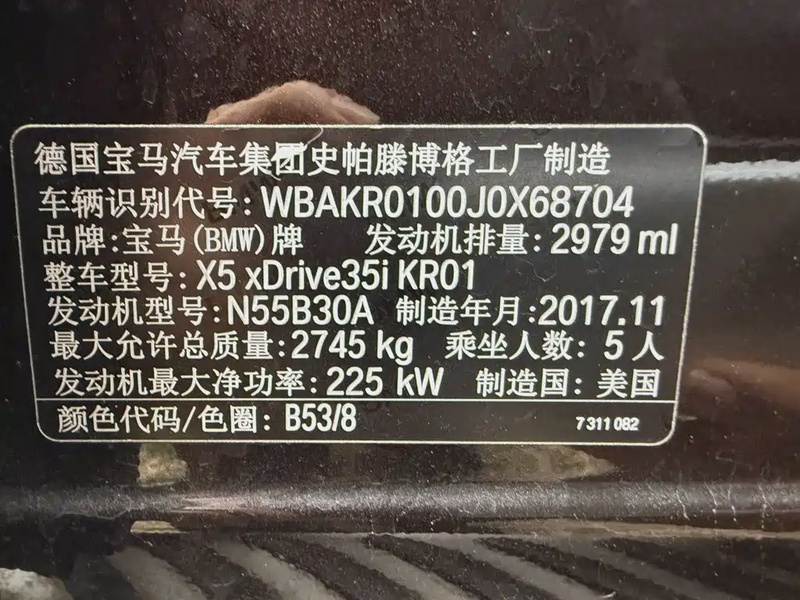 德国宝马汽车集团史帕滕博格工厂制造
车辆识别代号: WBAKR0100J0X68704
品牌: 宝马(BMW)牌 发动机排量: 2979 ml
整车型号: X5 xDrive35i KR01
发动机型号: N55B30A 制造年月: 2017.11
最大允许总质量: 2745 kg 乘坐人数: 5 人
发动机最大净功率: 225 kW 制造国: 美国
颜色代码/色圈: B53/8 7311082